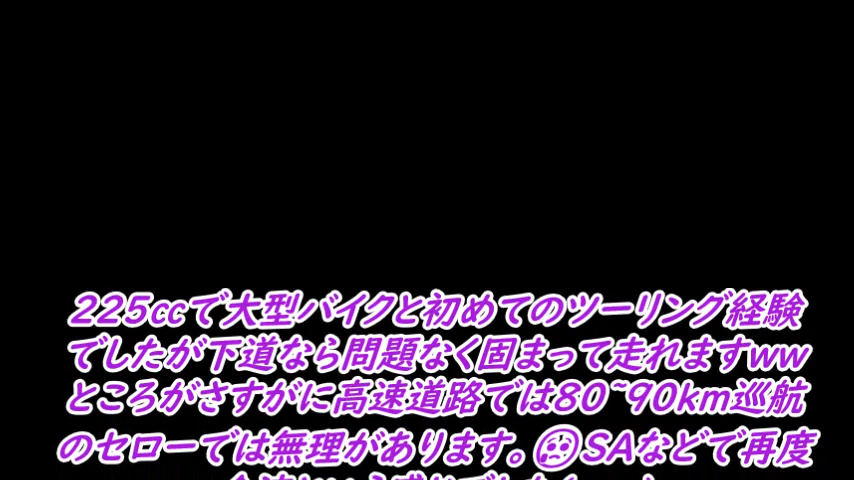 225ccで大型バイクと初めてのツーリング経験
でしたが下道なら問題なく固まって走れますww
ところがさすがに高速道路では80~90km巡航
のセローでは無理があります。😢SAなどで再度